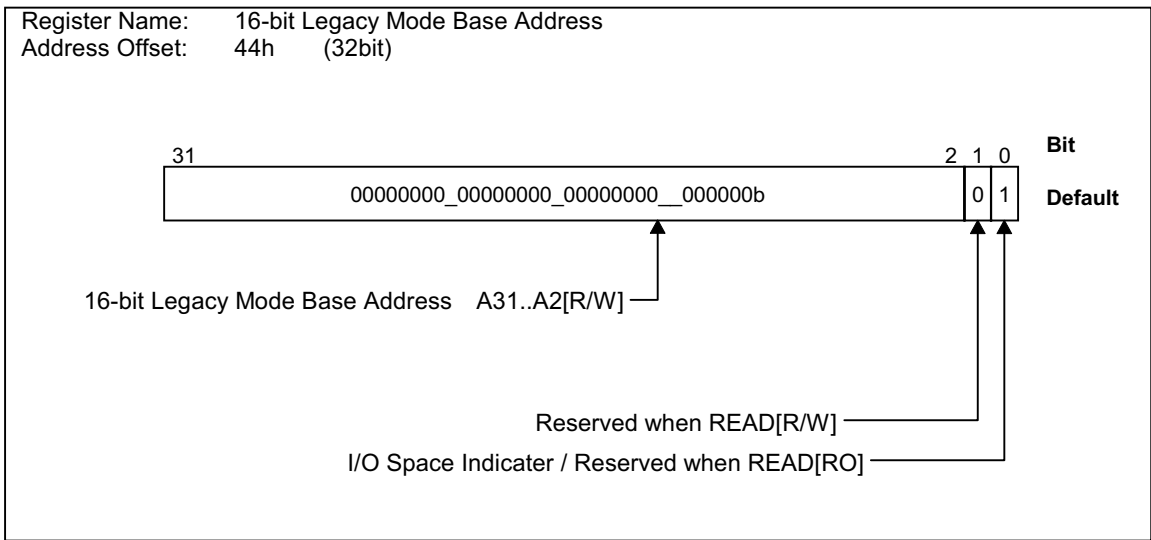 Register Name: 16-bit Legacy Mode Base Address
Address Offset: 44h (32bit)
31 2 1 0 Bit
00000000_00000000_00000000__000000b 0 1 Default
16-bit Legacy Mode Base Address A31..A2[R/W]
Reserved when READ[R/W]
I/O Space Indicater / Reserved when READ[RO]